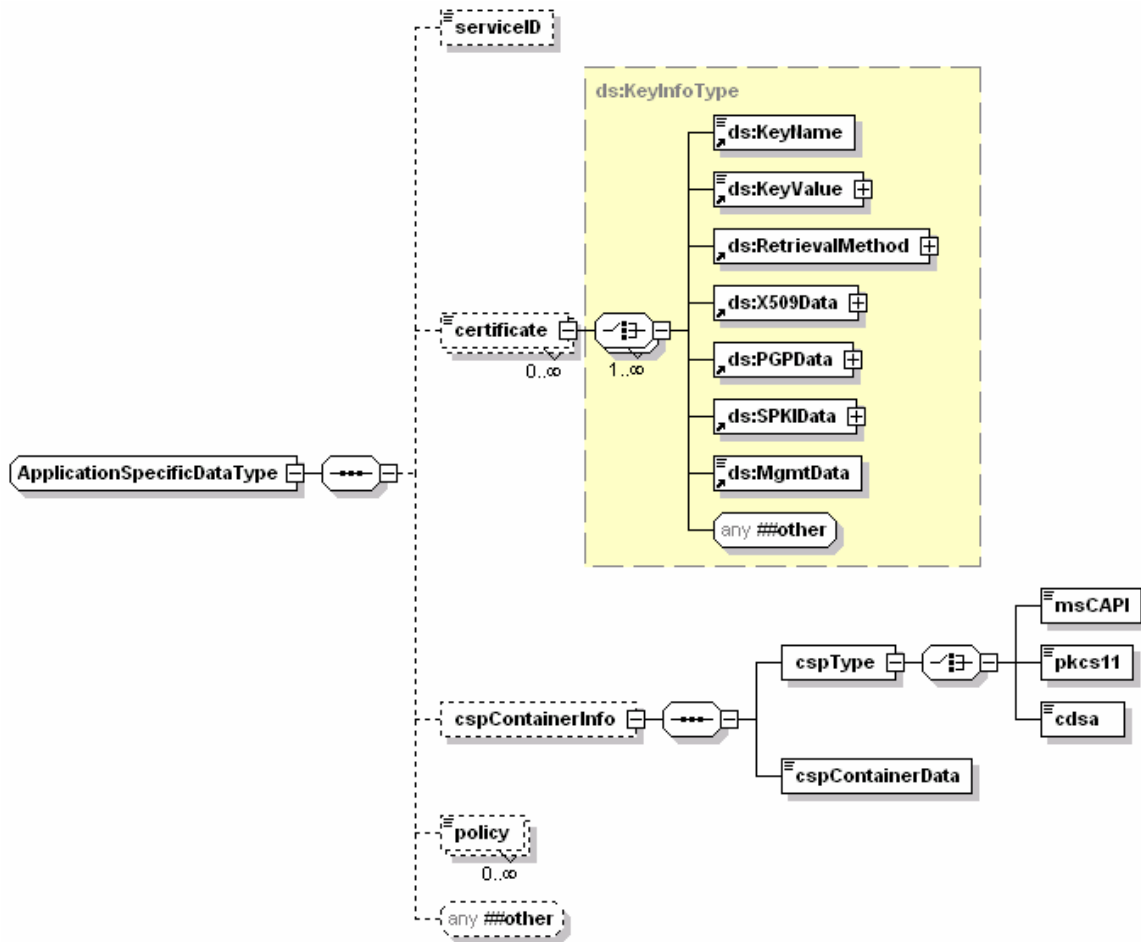 serviceID
ds:KeyInfoType
ds:KeyName
ds:KeyValue
ds:RetrievalMethod
ds:X509Data
certificate
0..∞
1..∞
ds:PGPData
ds:SPKIData
ds:MgmtData
any ##other
ApplicationSpecificDataType
msCAPI
cspType
pkcs11
cdsa
cspContainerInfo
cspContainerData
policy
0..∞
any ##other